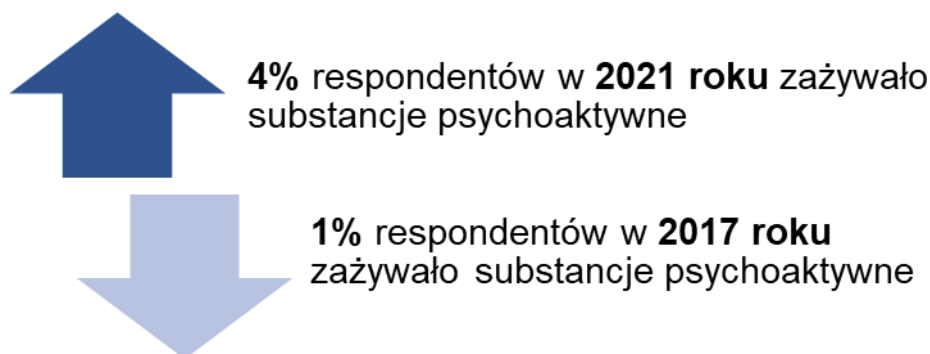 4% respondentów w 2021 roku zażywało
substancje psychoaktywne
1% respondentów w 2017 roku
zażywało substancje psychoaktywne